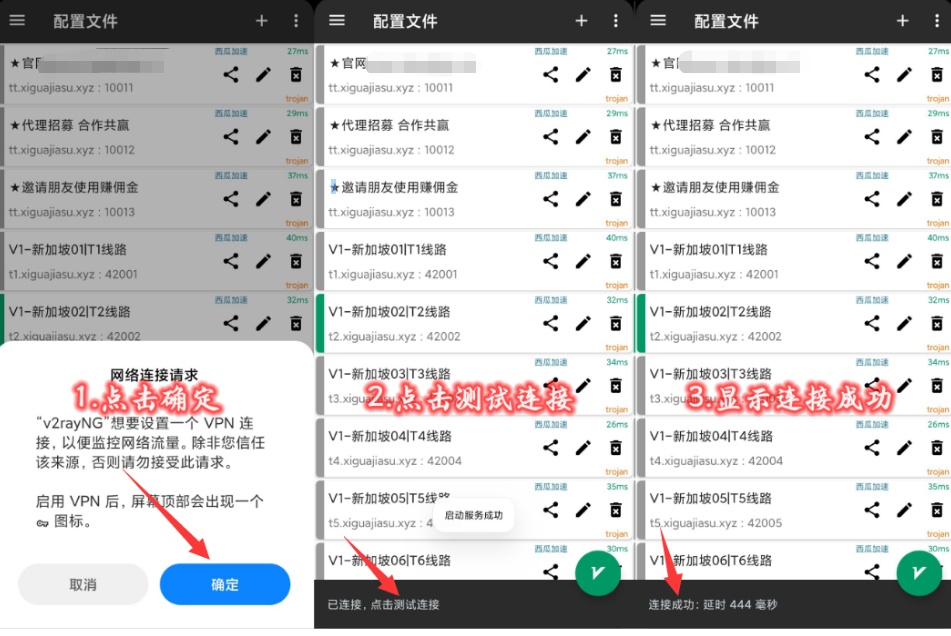 配置文件
西瓜加速 27ms
★官
tt.xiguajiasu.xyz : 10011
trojan
西瓜加速 29ms
★代理招募 合作共赢
tt.xiguajiasu.xyz : 10012
trojan
西瓜加速 37ms
★邀请朋友使用赚佣金
tt.xiguajiasu.xyz : 10013
trojan
西瓜加速 40ms
V1-新加坡01|T1线路
t1.xiguajiasu.xyz : 42001
trojan
西瓜加速 32ms
V1-新加坡02|T2线路
t2.xiguajiasu.xyz : 42002
网络连接请求
1.点击确定
“v2rayNG”想要设置一个 VPN 连
接，以便监控网络流量。除非您信任
该来源，否则请勿接受此请求。
启用 VPN 后，屏幕顶部会出现一个
图标。
取消
确定
配置文件
西瓜加速 27ms
★官网
tt.xiguajiasu.xyz : 10011
trojan
西瓜加速 29ms
★代理招募 合作共赢
tt.xiguajiasu.xyz : 10012
trojan
西瓜加速 37ms
★邀请朋友使用赚佣金
tt.xiguajiasu.xyz : 10013
trojan
西瓜加速 40ms
V1-新加坡01|T1线路
t1.xiguajiasu.xyz : 42001
trojan
西瓜加速 32ms
V1-新加坡02|T2线路
t2.xiguajiasu.xyz : 42002
trojan
西瓜加速 34ms
V1-新加坡03|T3线路
t3.
trojan
2.点击测试连接
西瓜加速 26ms
V1-新加坡04|T4线路
t4.xiguajiasu.xyz : 42004
trojan
西瓜加速 35ms
V1-新加坡05|T5线路
t5.xiguajiasu.xyz : 4
trojan
启动服务成功
西瓜加速 30ms
V1-新加坡06|T6线路
已连接，点击测试连接
配置文件
西瓜加速 27ms
★官
tt.xiguajiasu.xyz : 10011
trojan
西瓜加速 29ms
★代理招募 合作共赢
tt.xiguajiasu.xyz : 10012
trojan
西瓜加速 37ms
★邀请朋友使用赚佣金
tt.xiguajiasu.xyz : 10013
trojan
西瓜加速 40ms
V1-新加坡01|T1线路
t1.xiguajiasu.xyz : 42001
trojan
西瓜加速 32ms
V1-新加坡02|T2线路
t2.xiguajiasu.xyz : 42002
trojan
西瓜加速 34ms
V1-新加坡03|T3线路
t3.
trojan
3.显示连接成功
西瓜加速 26ms
V1-新加坡04|T4线路
t4.xiguajiasu.xyz : 42004
trojan
西瓜加速 35ms
V1-新加坡05|T5线路
t5.xiguajiasu.xyz : 42005
trojan
西瓜加速 30ms
V1-新加坡06|T6线路
连接成功：延时 444 毫秒